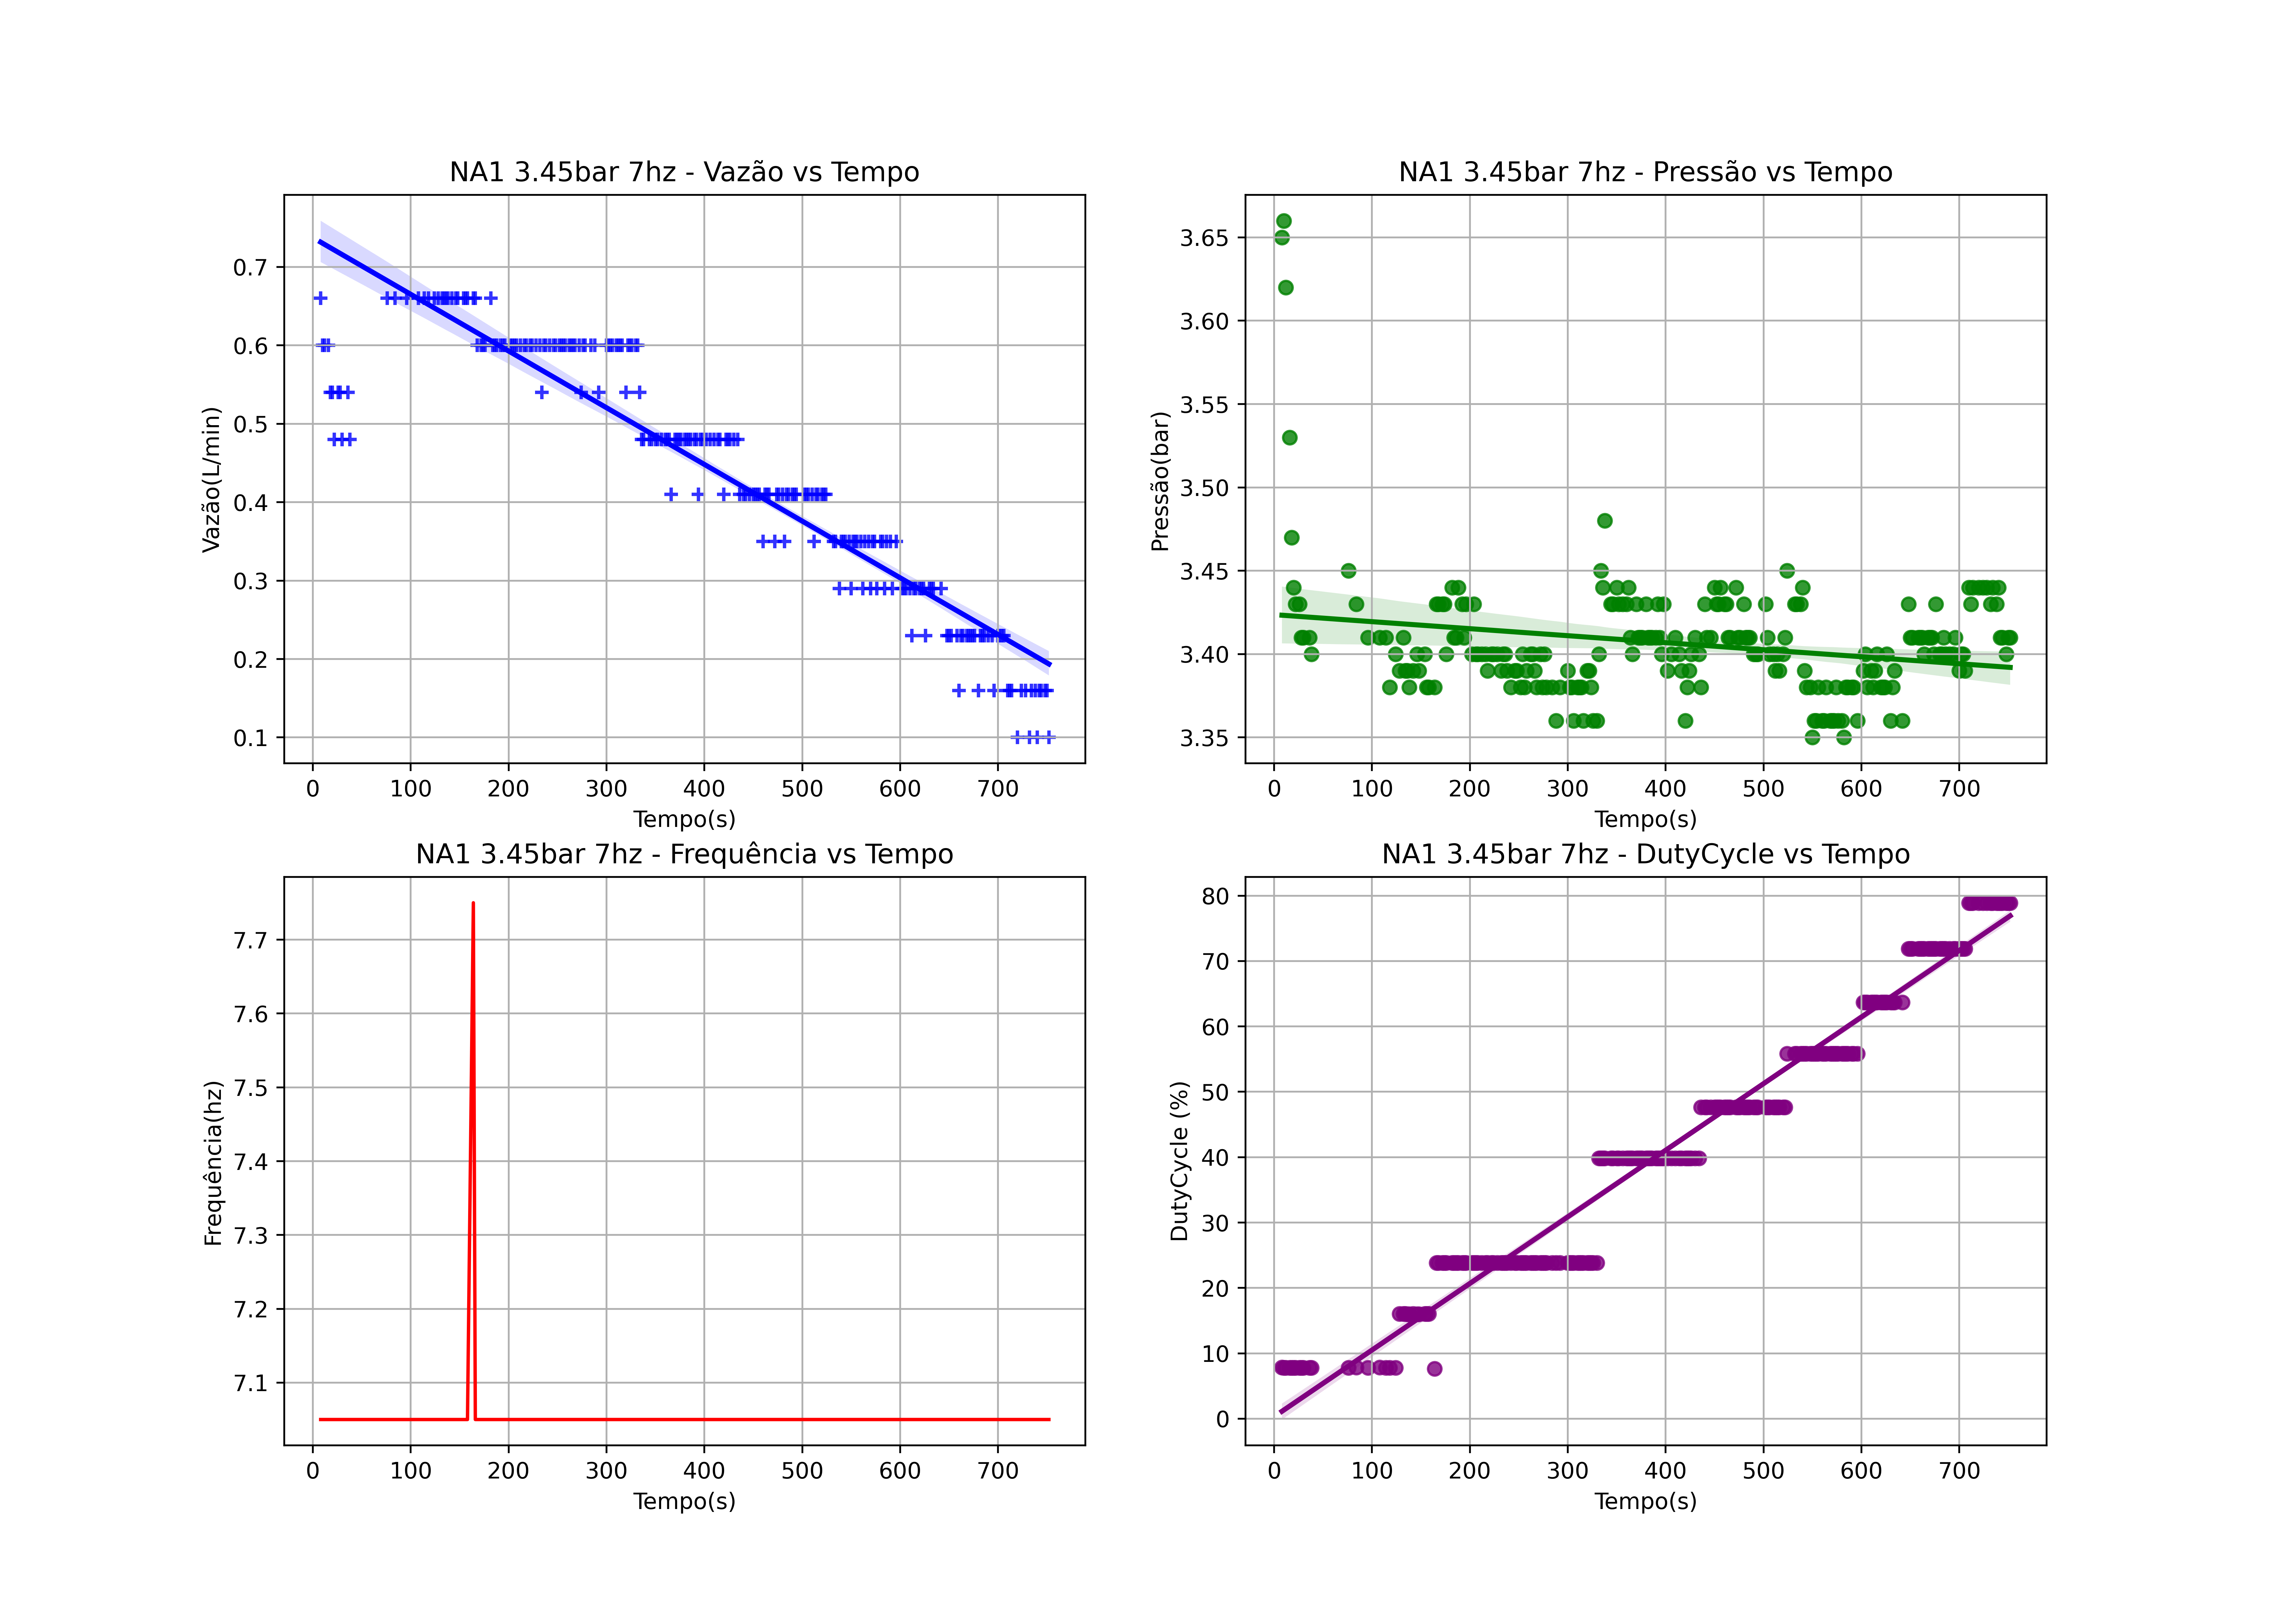 NA1 3.45bar 7hz - Vazão vs Tempo
Vazão(L/min)
0.7
0.6
0.5
0.4
0.3
0.2
0.1
0 100 200 300 400 500 600 700
Tempo(s)
NA1 3.45bar 7hz - Pressão vs Tempo
Pressão(bar)
3.65
3.60
3.55
3.50
3.45
3.40
3.35
0 100 200 300 400 500 600 700
Tempo(s)
NA1 3.45bar 7hz - Frequência vs Tempo
Frequência(hz)
7.7
7.6
7.5
7.4
7.3
7.2
7.1
0 100 200 300 400 500 600 700
Tempo(s)
NA1 3.45bar 7hz - DutyCycle vs Tempo
DutyCycle (%)
80
70
60
50
40
30
20
10
0
0 100 200 300 400 500 600 700
Tempo(s)